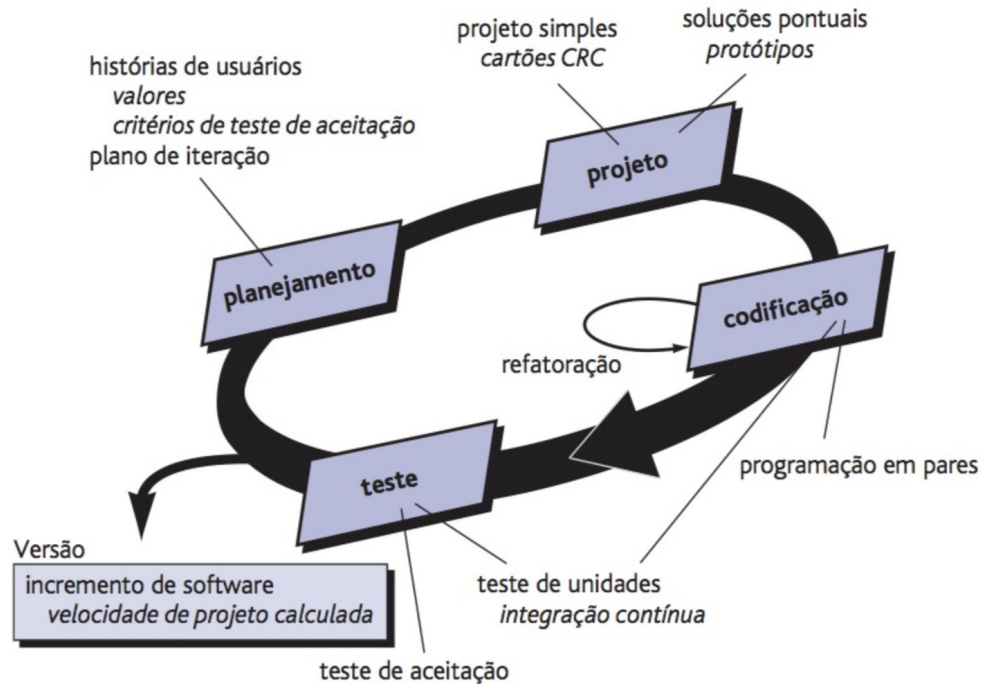 projeto simples
cartões CRC
soluções pontuais
protótipos
histórias de usuários
valores
critérios de teste de aceitação
plano de iteração
projeto
planejamento
codificação
refatoração
programação em pares
teste
Versão
incremento de software
velocidade de projeto calculada
teste de unidades
integração contínua
teste de aceitação